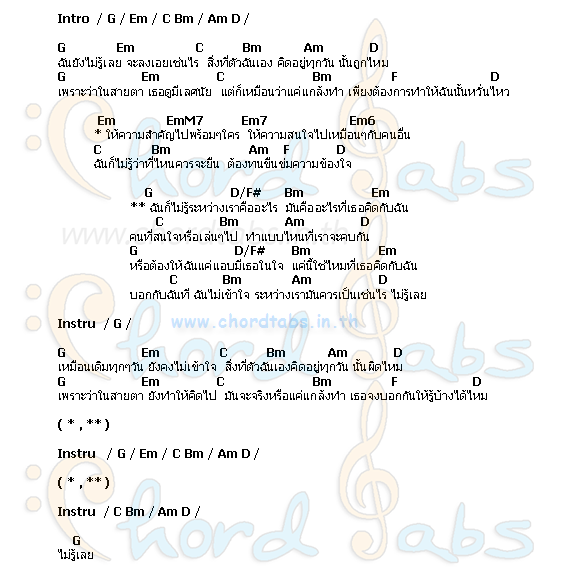 Intro / G / Em / C Bm / Am D /
G Em C Bm Am D
ฉันยังไม่รู้เลย จะลงเอยเช่นไร สิ่งที่ตัวฉันเอง คิดอยู่ทุกวัน นั้นถูกไหม
G Em C Bm F D
เพราะว่าในสายตา เธอดูมีเลศนัย แต่ก็เหมือนว่าแค่แกล้งทำ เพียงต้องการทำให้ฉันนั้นหวั่นไหว
Em EmM7 Em7 Em6
* ให้ความสำคัญไปพร้อมๆใคร ให้ความสนใจไปเหมือนๆกับคนอื่น
C Bm Am F D
ฉันก็ไม่รู้ว่าที่ไหนควรจะยืน ต้องทนขืนข่มความข้องใจ
G D/F# Bm Em
** ฉันก็ไม่รู้ระหว่างเราคืออะไร มันคืออะไรที่เธอคิดกับฉัน
C Bm Am D
คนที่สนใจหรือเล่นๆไป ทำแบบไหนที่เราจะคบกัน
G D/F# Bm Em
หรือต้องให้ฉันแค่แอบมีเธอในใจ แค่นี้ใช่ไหมที่เธอคิดกับฉัน
C Bm Am D
บอกกับฉันที ฉันไม่เข้าใจ ระหว่างเรามันควรเป็นเช่นไร ไม่รู้เลย
www.chordtabs.in.th
Instru / G /
G Em C Bm Am D
เหมือนเดิมทุกๆวัน ยังคงไม่เข้าใจ สิ่งที่ตัวฉันเองคิดอยู่ทุกวัน นั้นผิดไหม
G Em C Bm F D
เพราะว่าในสายตา ยังทำให้คิดไป มันจะจริงหรือแค่แกล้งทำ เธอจงบอกกันให้รู้บ้างได้ไหม
( * , ** )
Instru / G / Em / C Bm / Am D /
( * , ** )
Instru / C Bm / Am D /
G
ไม่รู้เลย